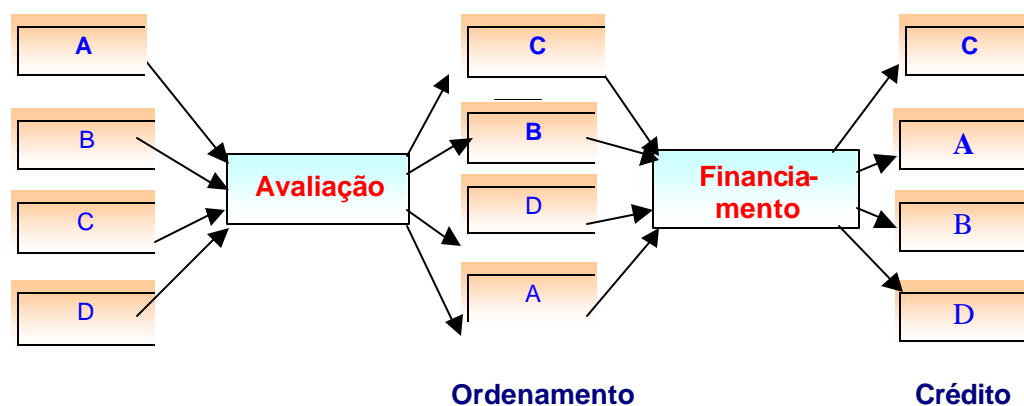 A
B
C
D
Avaliação
C
B
D
A
Financia-
mento
C
A
B
D
Ordenamento
Crédito